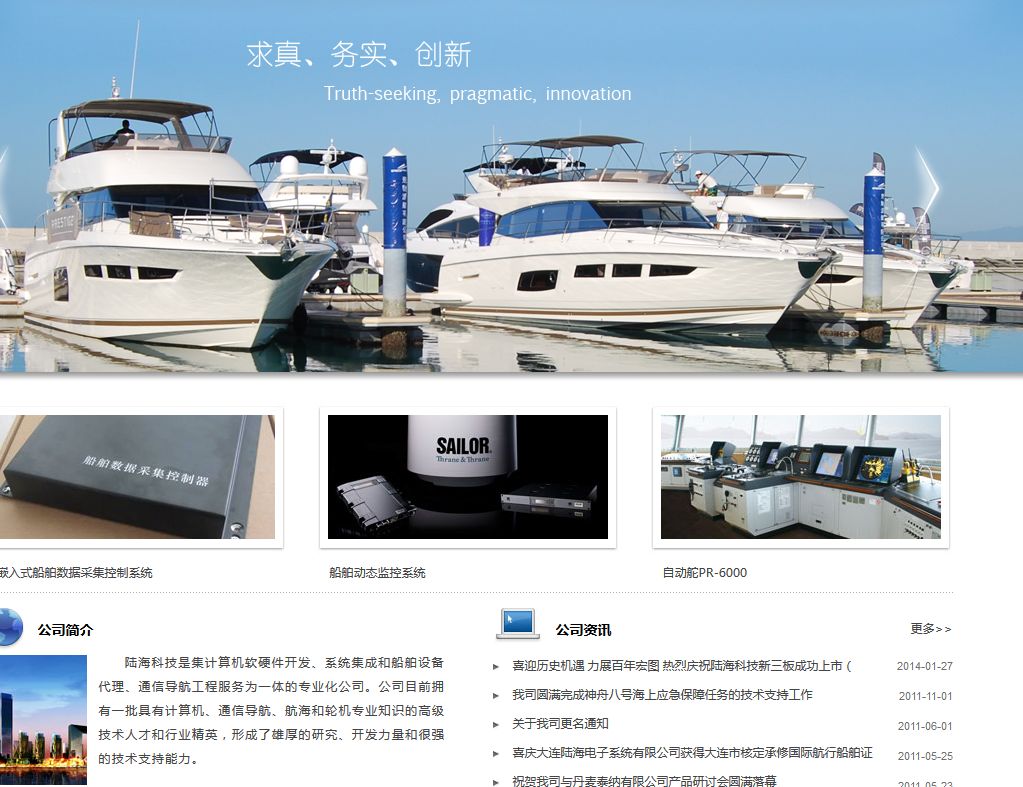 求真、务实、创新
Truth-seeking, pragmatic, innovation
PRESTIGE
船舶数据采集控制器
SAILOR
Thrane & Thrane
嵌入式船舶数据采集控制系统
船舶动态监控系统
自动舵PR-6000
公司简介
陆海科技是集计算机软硬件开发、系统集成和船舶设备
代理、通信导航工程服务为一体的专业化公司。公司目前拥
有一批具有计算机、通信导航、航海和轮机专业知识的高级
技术人才和行业精英，形成了雄厚的研究、开发力量和很强
的技术支持能力。
公司资讯
更多>>
喜迎历史机遇 力展百年宏图 热烈庆祝陆海科技新三板成功上市（ 2014-01-27
我司圆满完成神舟八号海上应急保障任务的技术支持工作 2011-11-01
关于我司更名通知 2011-06-01
喜庆大连陆海电子系统有限公司获得大连市核定承修国际航行船舶证 2011-05-25
祝贺我司与丹麦泰纳有限公司产品研讨会圆满落幕 2011-05-23